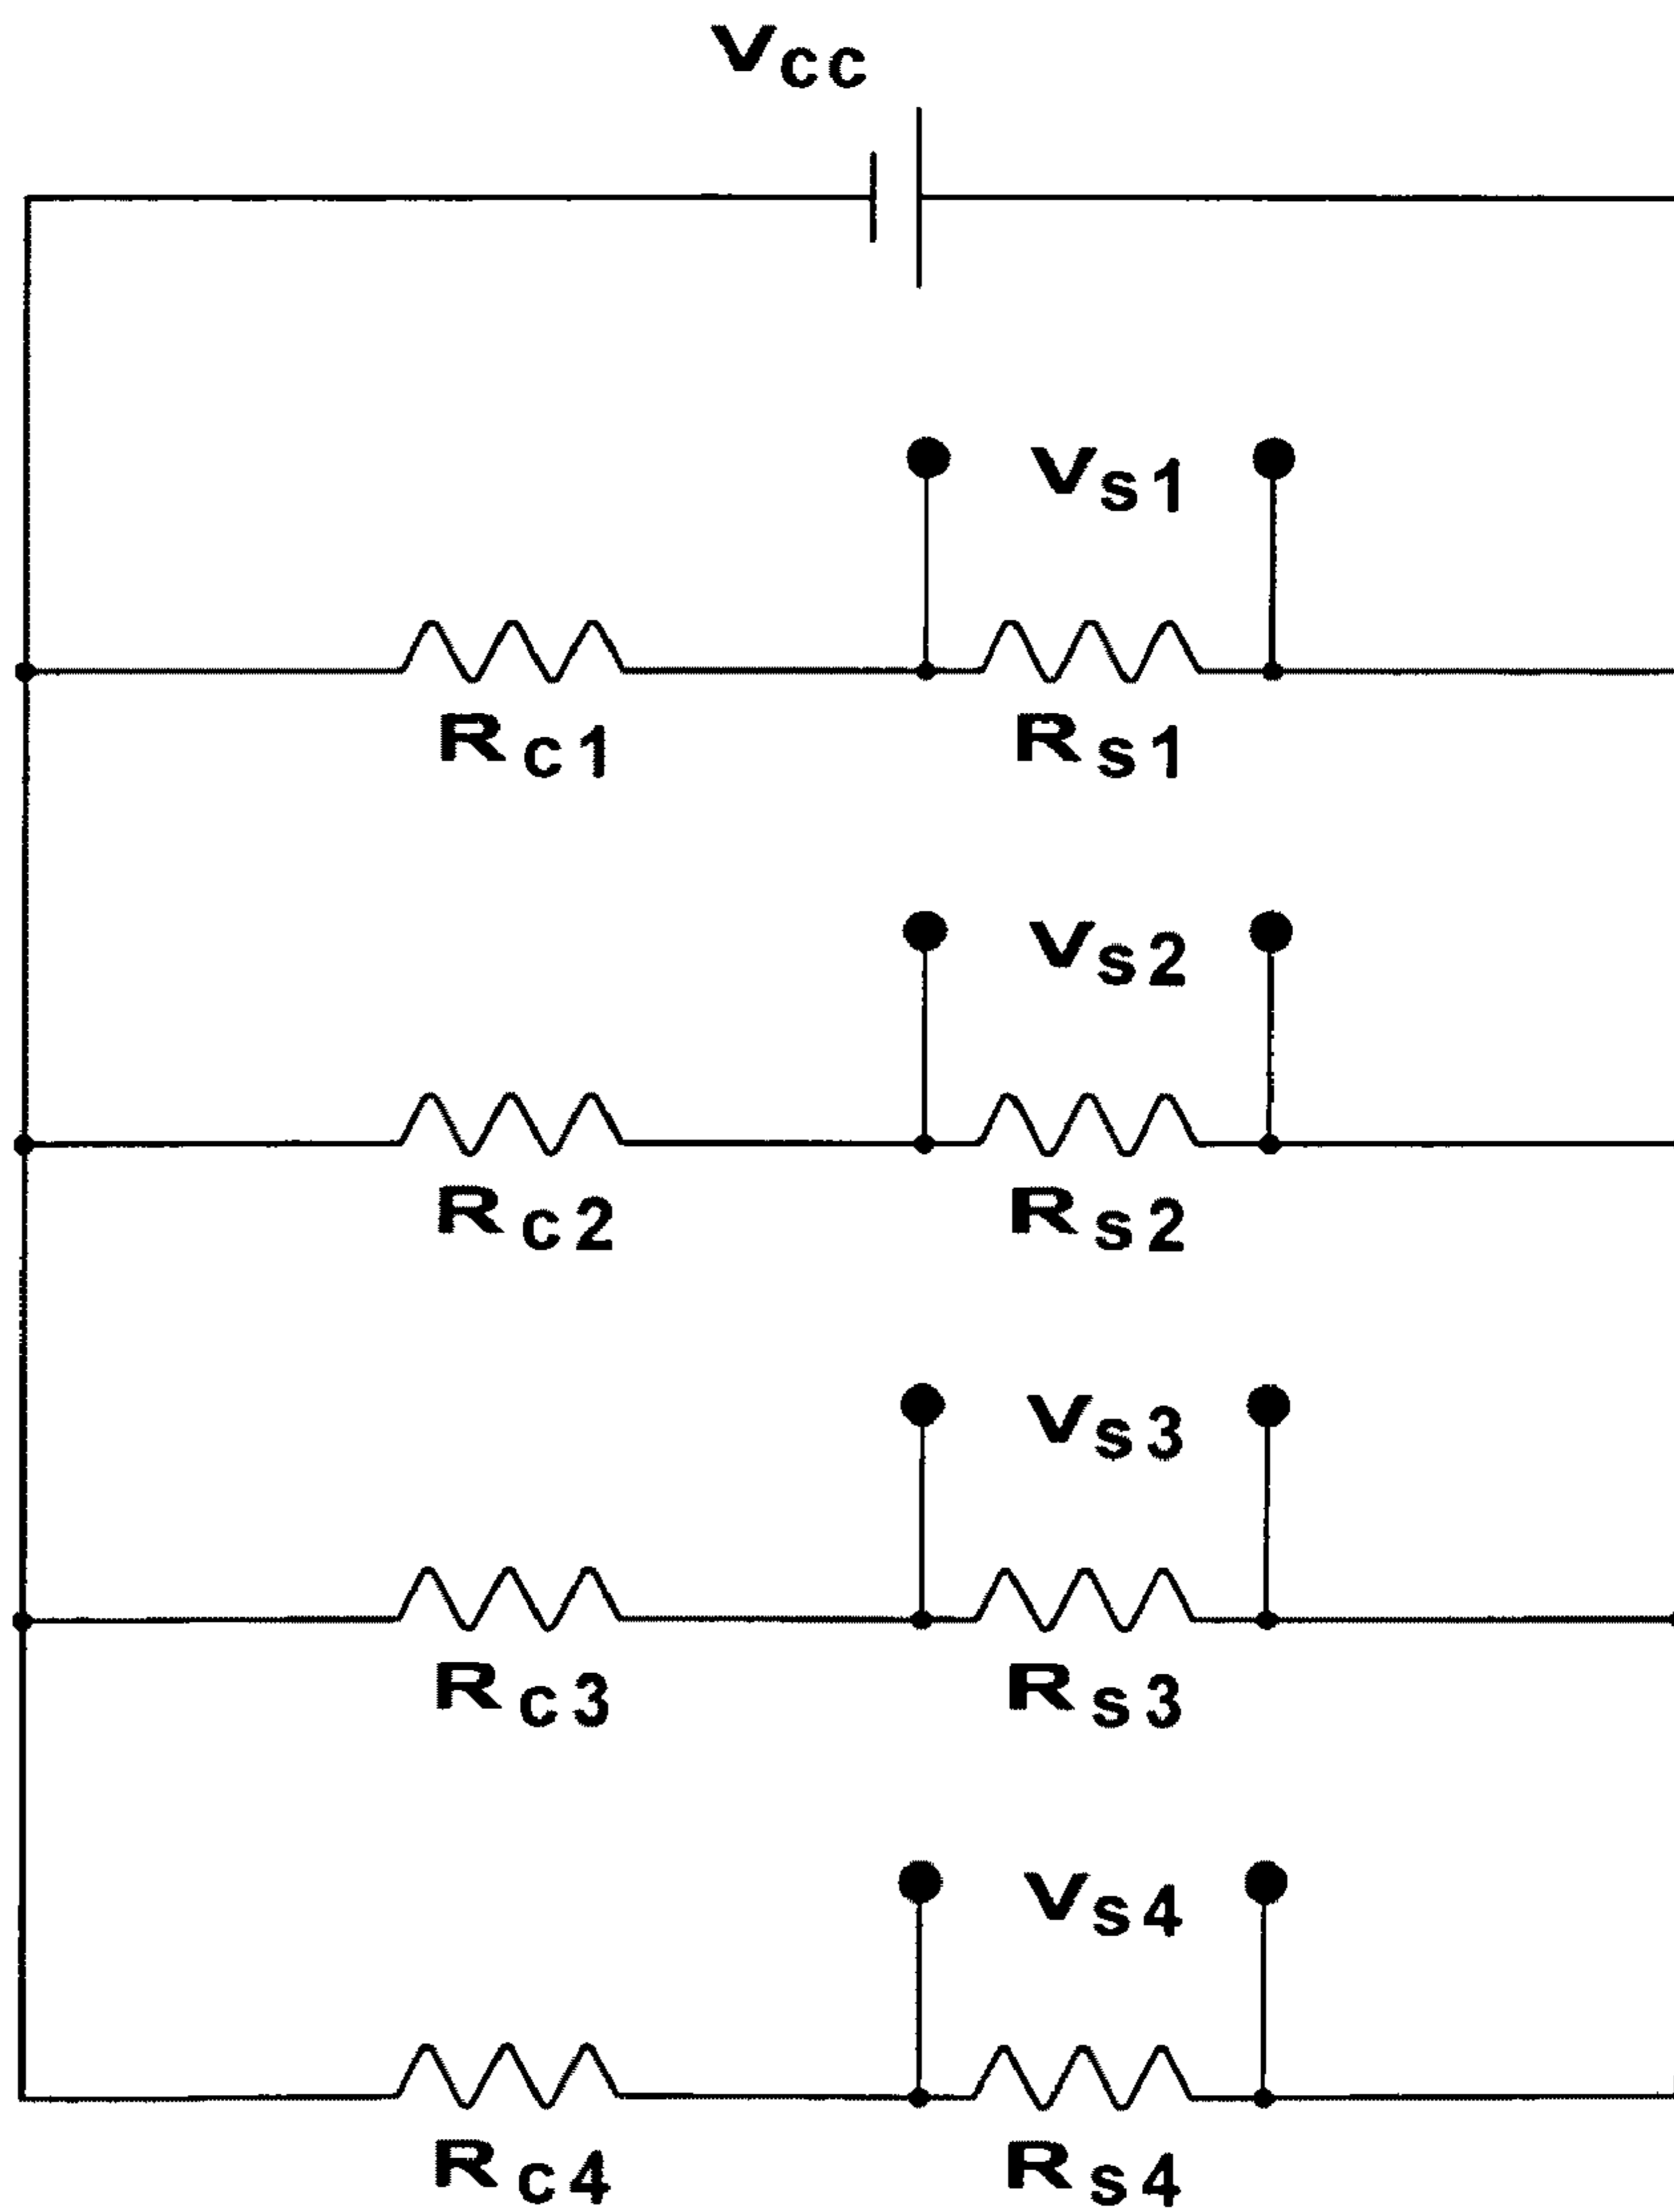 Vcc
Vs1
Rc1 Rs1
Vs2
Rc2 Rs2
Vs3
Rc3 Rs3
Vs4
Rc4 Rs4